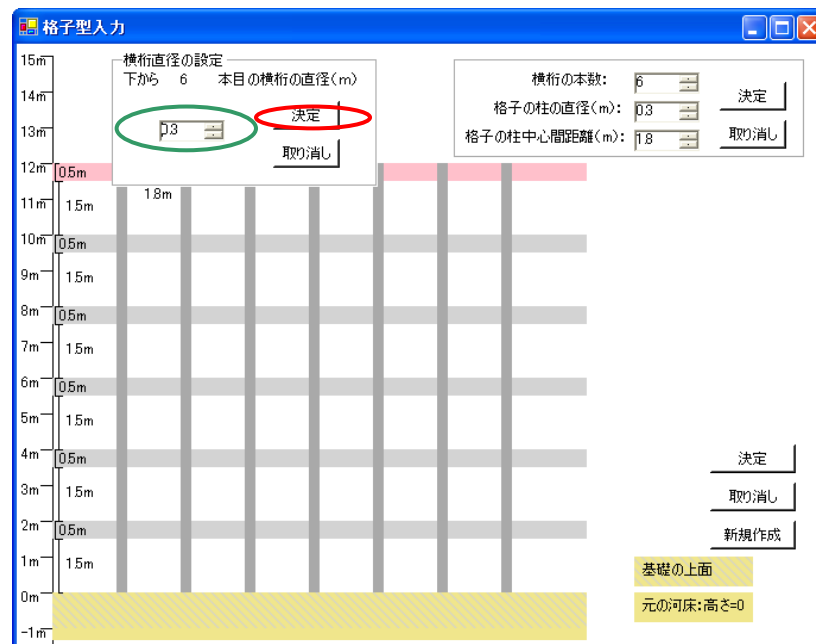 格子型入力
横桁直径の設定
下から 6 本目の横桁の直径(m)
0.3
決定
取り消し
横桁の本数: 6
格子の柱の直径(m): 0.3
格子の柱中心間距離(m): 1.8
決定
取り消し
15m
14m
13m
12m
0.5m
1.8m
11m
1.5m
10m
0.5m
9m
1.5m
8m
0.5m
7m
1.5m
6m
0.5m
5m
1.5m
4m
0.5m
3m
1.5m
2m
0.5m
1m
1.5m
0m
-1m
決定
取り消し
新規作成
基礎の上面
元の河床:高さ=0